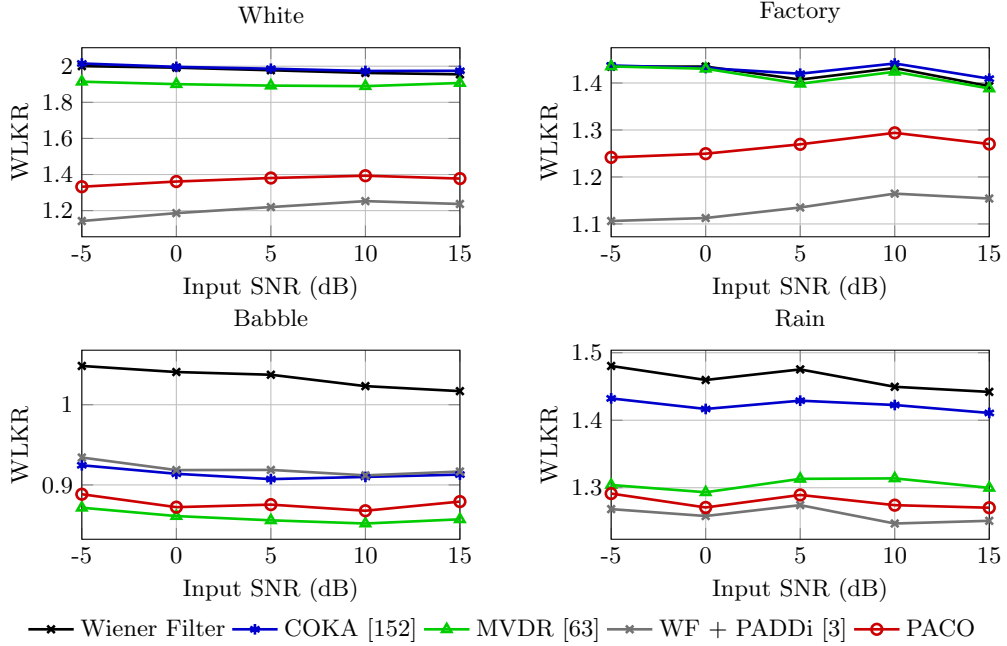 White
WLKR
2
1.8
1.6
1.4
1.2
-5 0 5 10 15
Input SNR (dB)
Factory
WLKR
1.4
1.3
1.2
1.1
-5 0 5 10 15
Input SNR (dB)
Babble
WLKR
1
0.9
-5 0 5 10 15
Input SNR (dB)
Rain
WLKR
1.5
1.4
1.3
-5 0 5 10 15
Input SNR (dB)
Wiener Filter COKA [152] MVDR [63] WF + PADDi [3] PACO